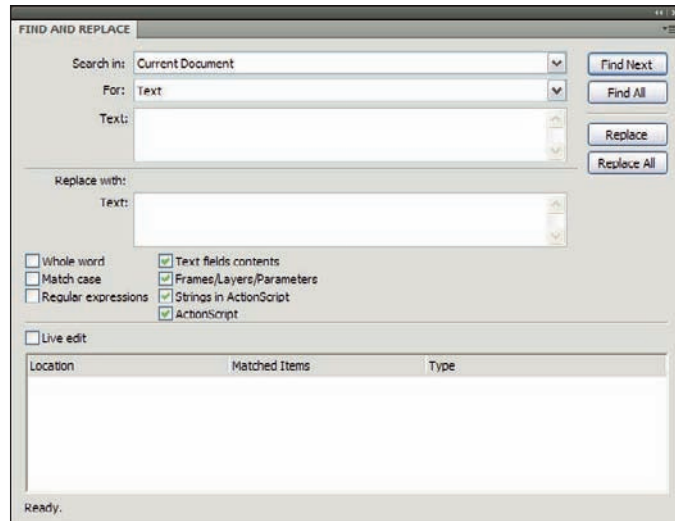 FIND AND REPLACE
Search in: Current Document Find Next
For: Text Find All
Text:
Replace
Replace All
Replace with:
Text:
Whole word Text fields contents
Match case Frames/Layers/Parameters
Regular expressions Strings in ActionScript
ActionScript
Live edit
Location Matched Items Type
Ready.